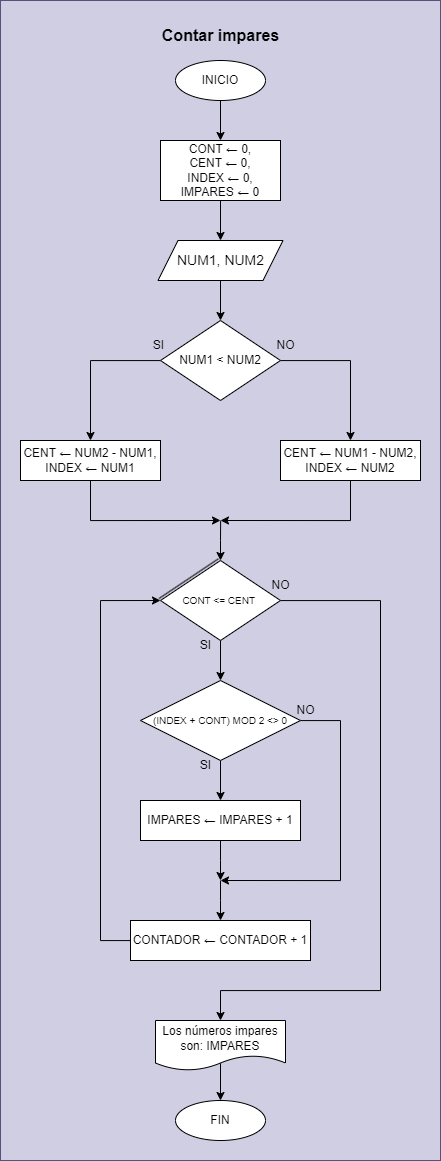 Contar impares
INICIO
CONT ← 0,
CENT ← 0,
INDEX ← 0,
IMPARES ← 0
NUM1, NUM2
SI
NO
NUM1 < NUM2
CENT ← NUM2 - NUM1,
INDEX ← NUM1
CENT ← NUM1 - NUM2,
INDEX ← NUM2
NO
CONT <= CENT
SI
NO
(INDEX + CONT) MOD 2 <> 0
SI
IMPARES ← IMPARES + 1
CONTADOR ← CONTADOR + 1
Los números impares
son: IMPARES
FIN